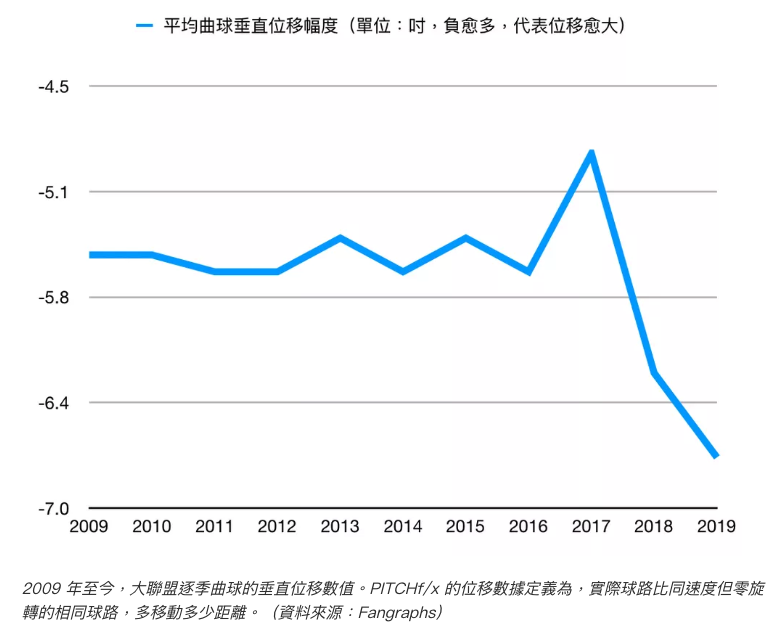 平均曲球垂直位移幅度（單位：吋，負愈多，代表位移愈大）
-4.5
-5.1
-5.8
-6.4
-7.0
2009 2010 2011 2012 2013 2014 2015 2016 2017 2018 2019
2009 年至今，大聯盟逐季曲球的垂直位移數值。PITCHf/x 的位移數據定義為，實際球路比同速度但零旋
轉的相同球路，多移動多少距離。（資料來源：Fangraphs）